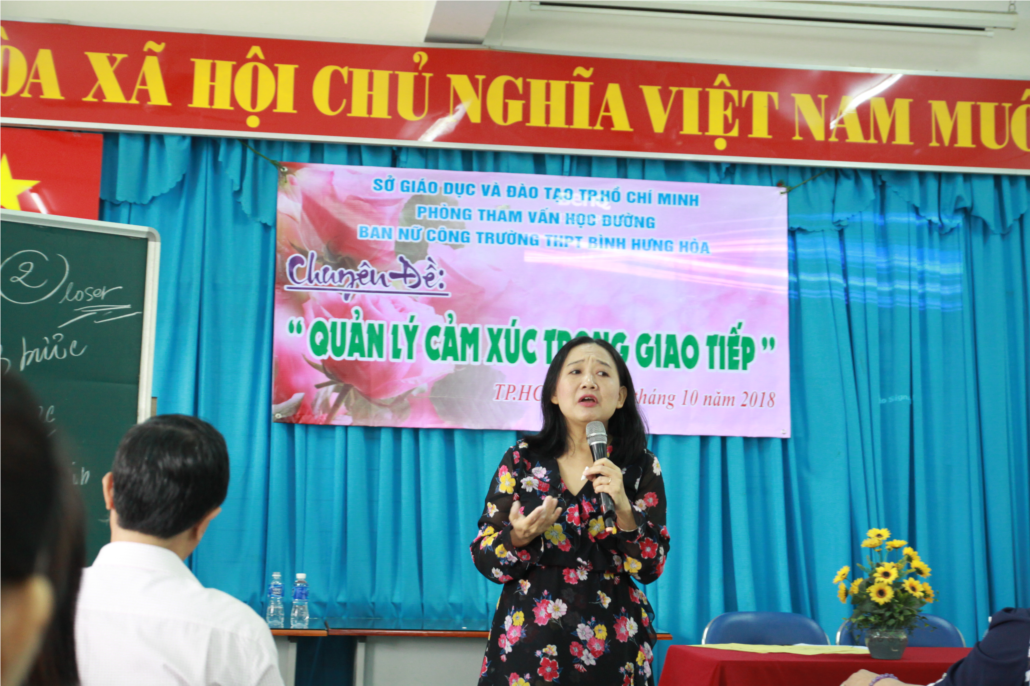 ÒA XÃ HỘI CHỦ NGHĨA VIỆT NAM MUÔ
SỞ GIÁO DỤC VÀ ĐÀO TẠO TP.HỒ CHÍ MINH
PHÒNG THAM VẤN HỌC ĐƯỜNG
BAN NỮ CÔNG TRƯỜNG THPT BÌNH HƯNG HÒA
Chuyên Đề:
“ QUẢN LÝ CẢM XÚC TRONG GIAO TIẾP ”
TP.HC tháng 10 năm 2018
2 loser
bước